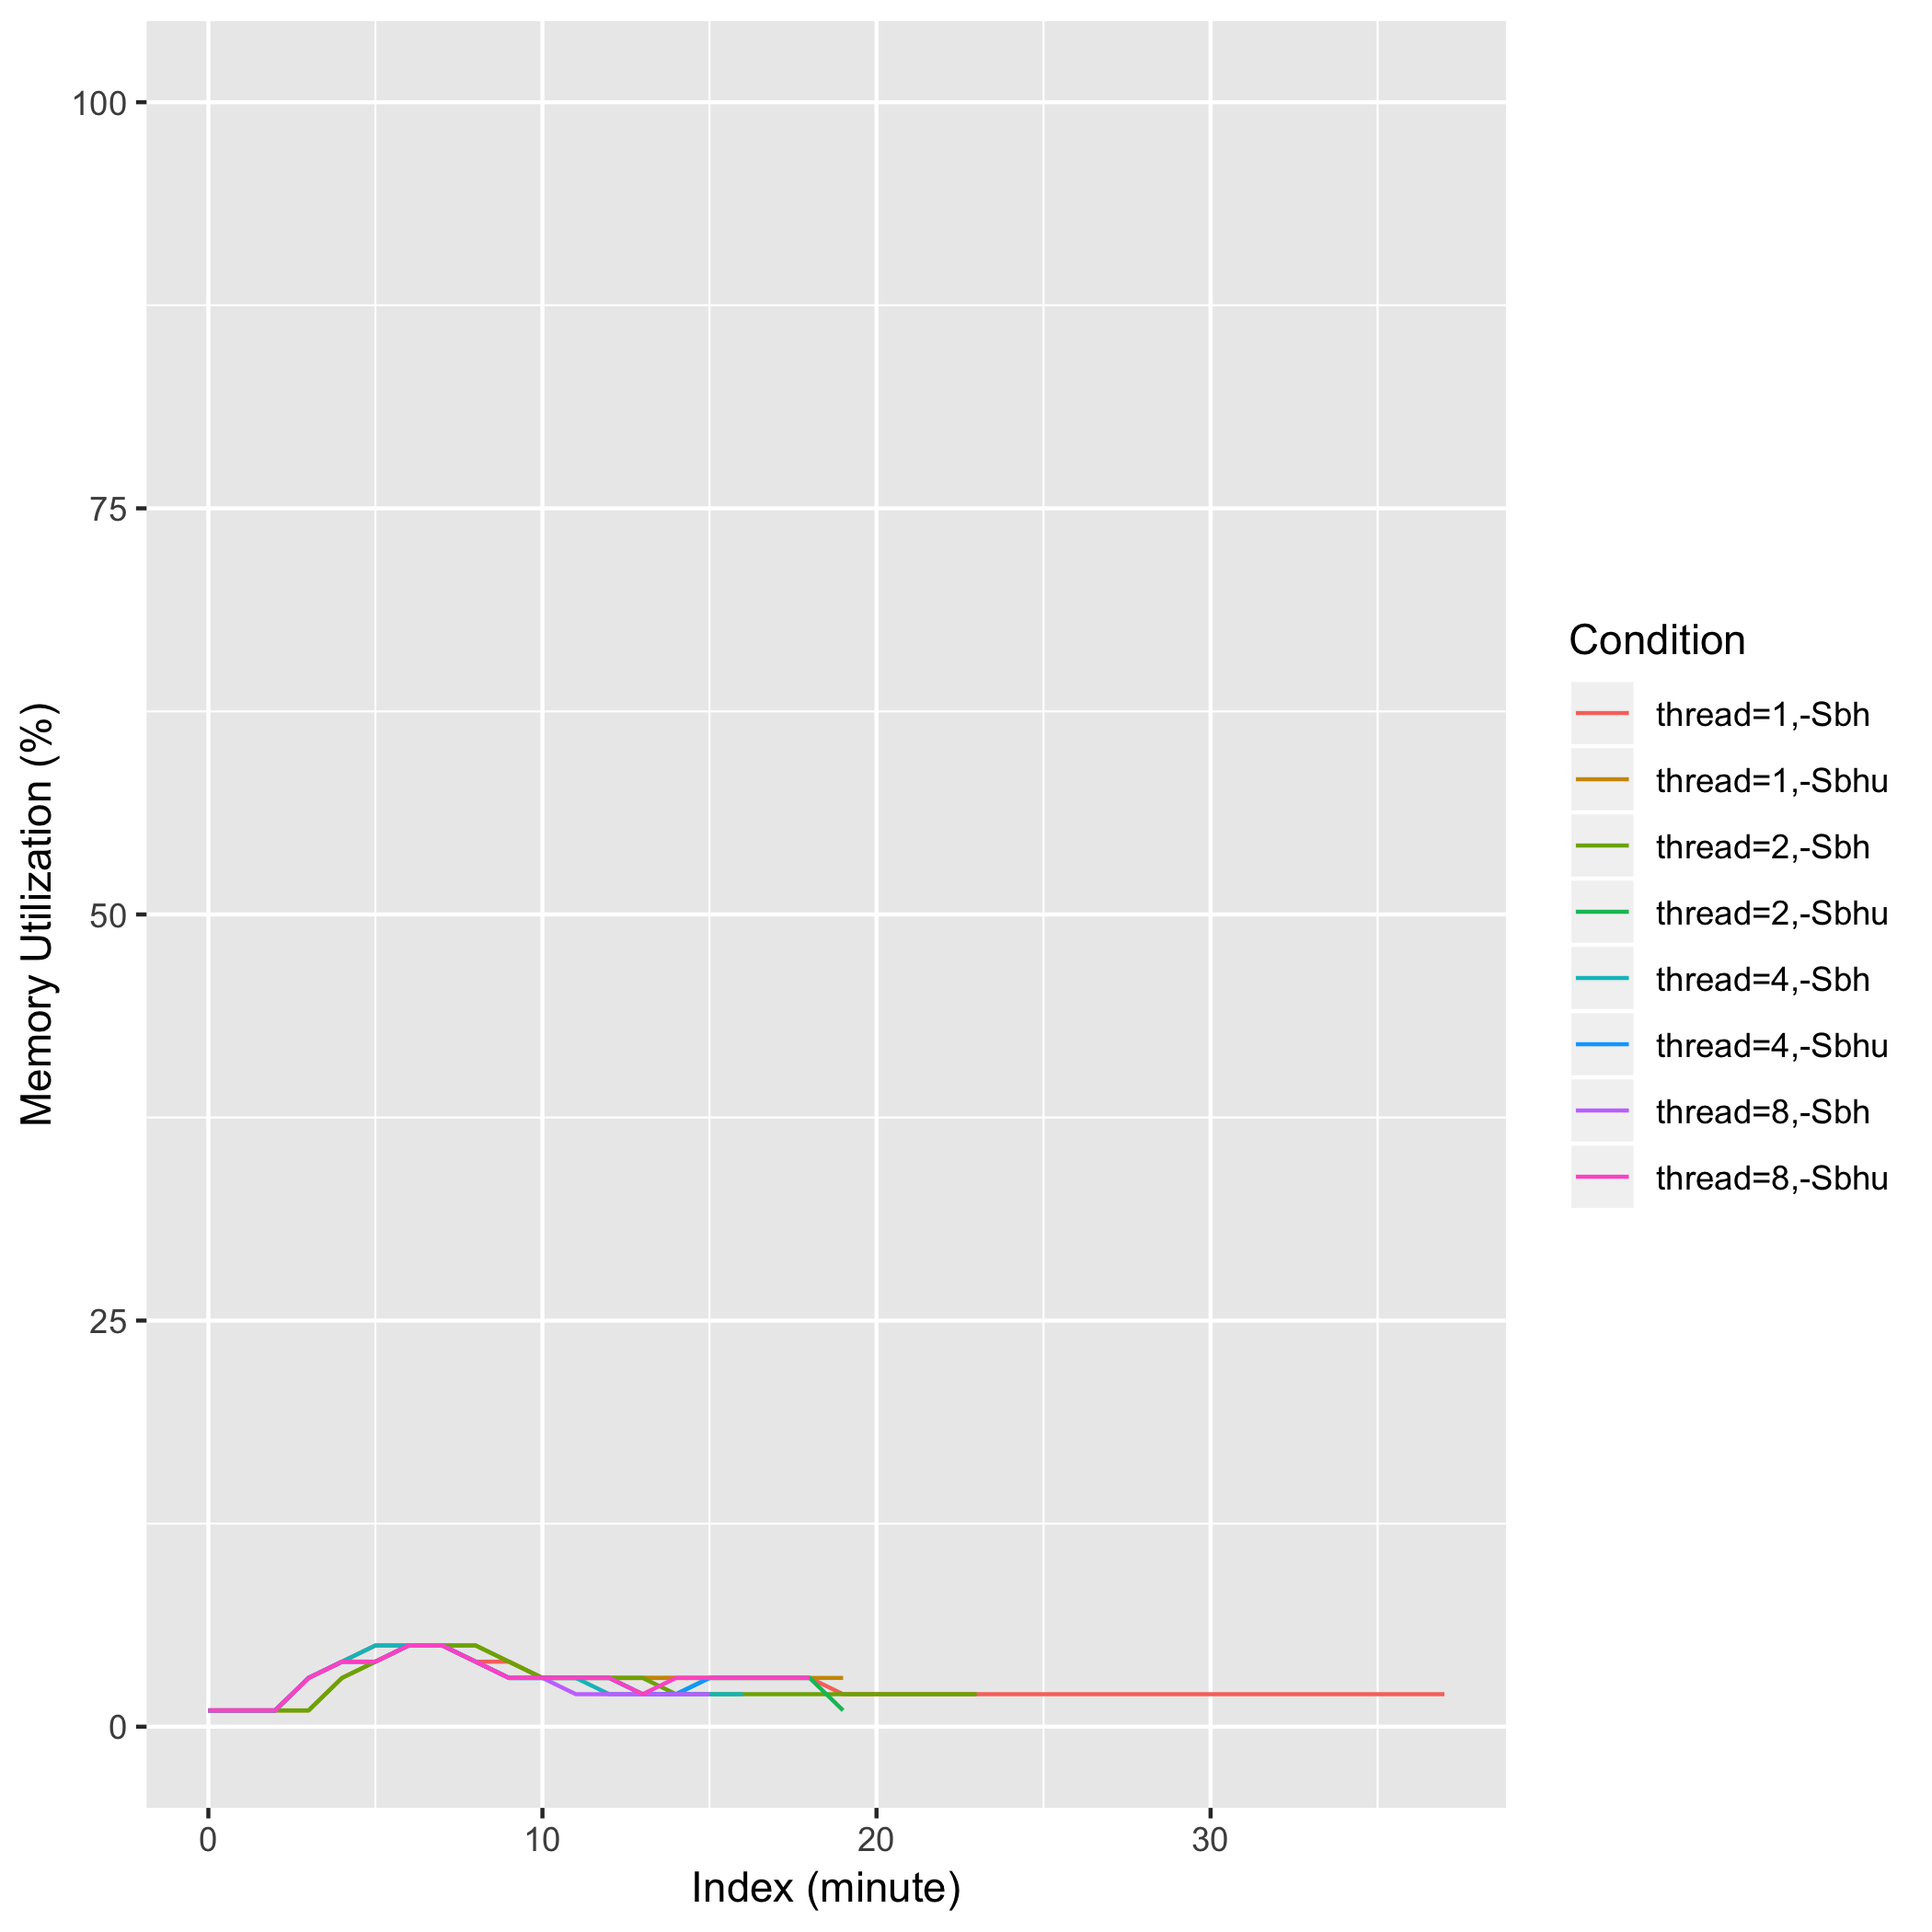 100
75
50
25
0
Memory Utilization (%)
0 10 20 30
Index (minute)
Condition
thread=1,-Sbh
thread=1,-Sbhu
thread=2,-Sbh
thread=2,-Sbhu
thread=4,-Sbh
thread=4,-Sbhu
thread=8,-Sbh
thread=8,-Sbhu